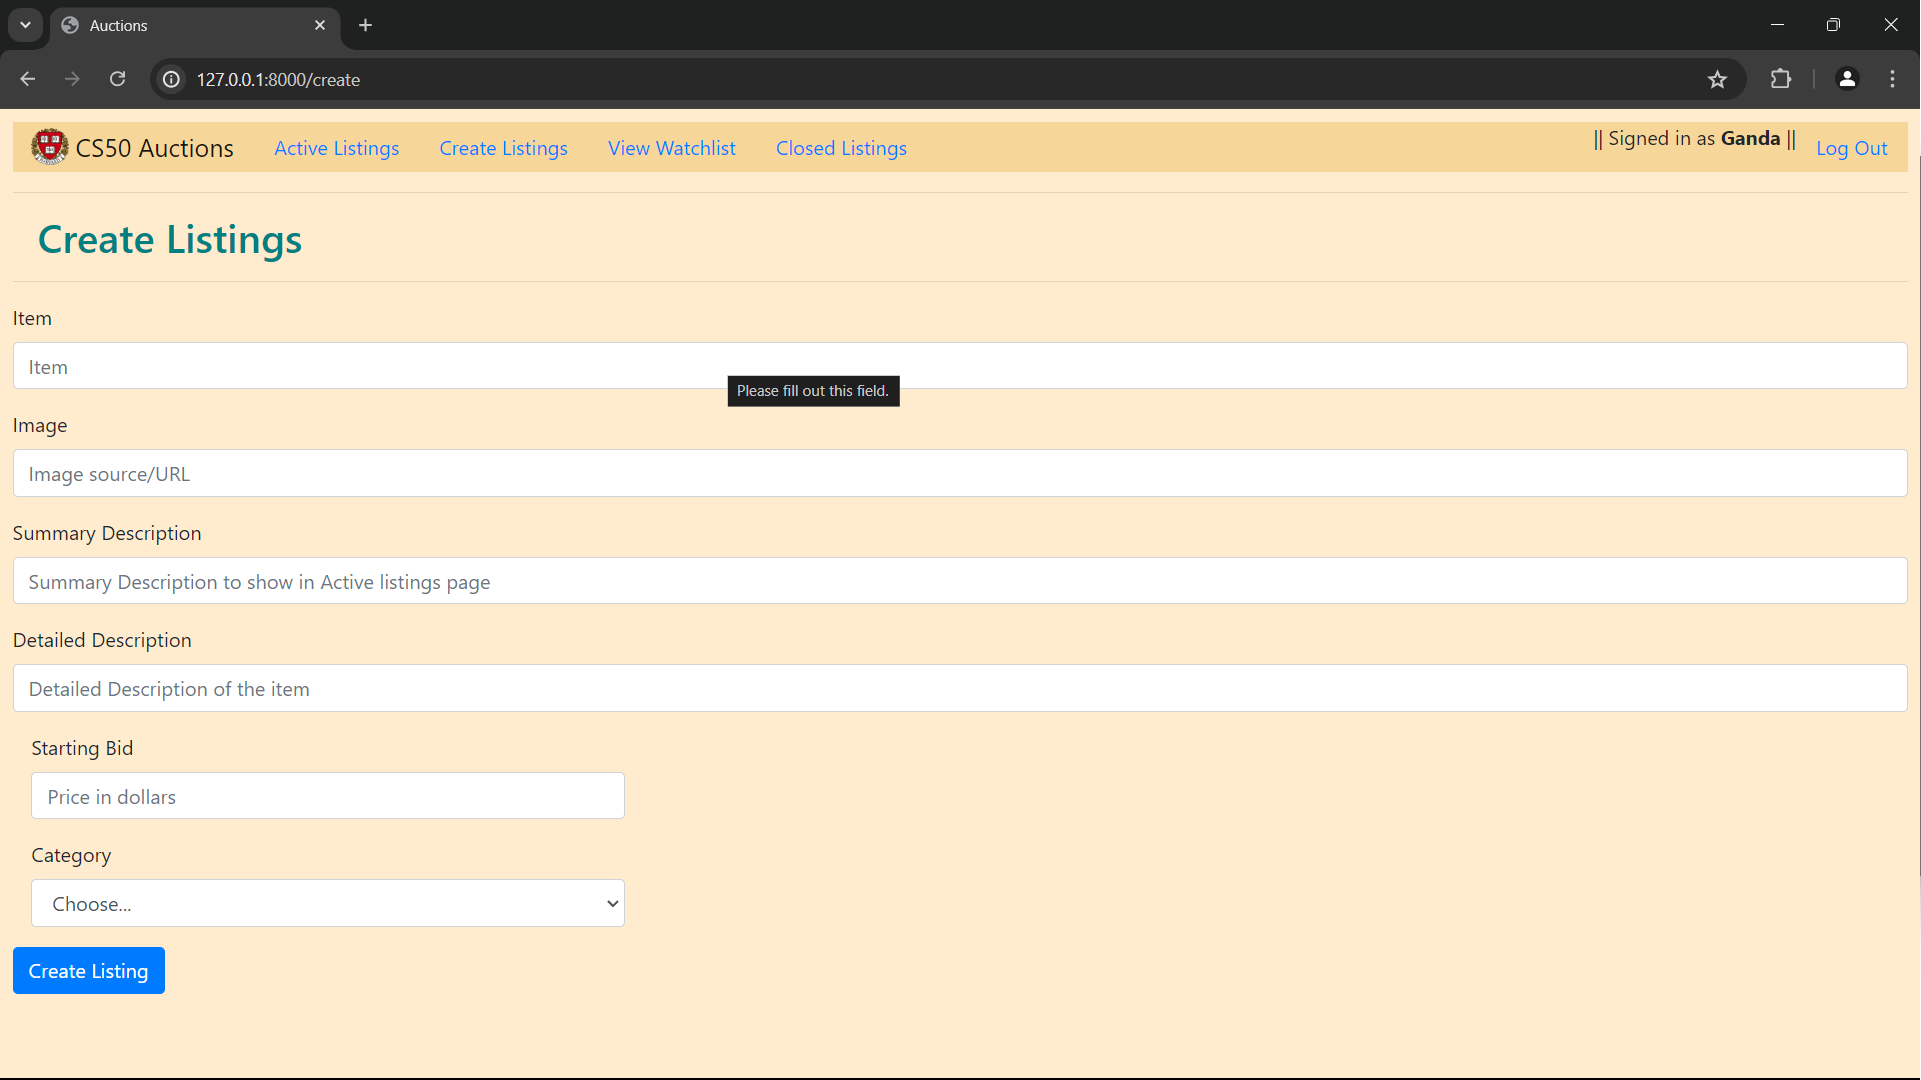 Auctions
127.0.0.1:8000/create
CS50 Auctions Active Listings Create Listings View Watchlist Closed Listings || Signed in as Ganda || Log Out
Create Listings
Item
Item
Please fill out this field.
Image
Image source/URL
Summary Description
Summary Description to show in Active listings page
Detailed Description
Detailed Description of the item
Starting Bid
Price in dollars
Category
Choose...
Create Listing